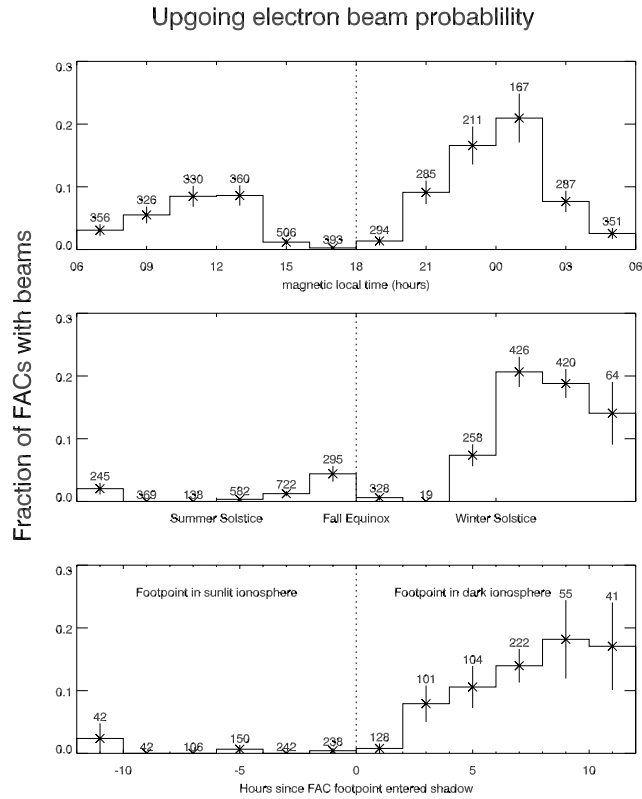 Upgoing electron beam probablility
Fraction of FACs with beams
0.3
0.2
0.1
0.0
356 326 330 360 506 393 294 285 211 167 287 351
06 09 12 15 18 21 00 03 06
magnetic local time (hours)
0.3
0.2
0.1
0.0
245 369 138 582 722 295 328 19 258 426 420 64
Summer Solstice Fall Equinox Winter Solstice
0.3
0.2
0.1
0.0
Footpoint in sunlit ionosphere Footpoint in dark ionosphere
42 42 106 150 242 238 128 101 104 222 55 41
-10 -5 0 5 10
Hours since FAC footpoint entered shadow